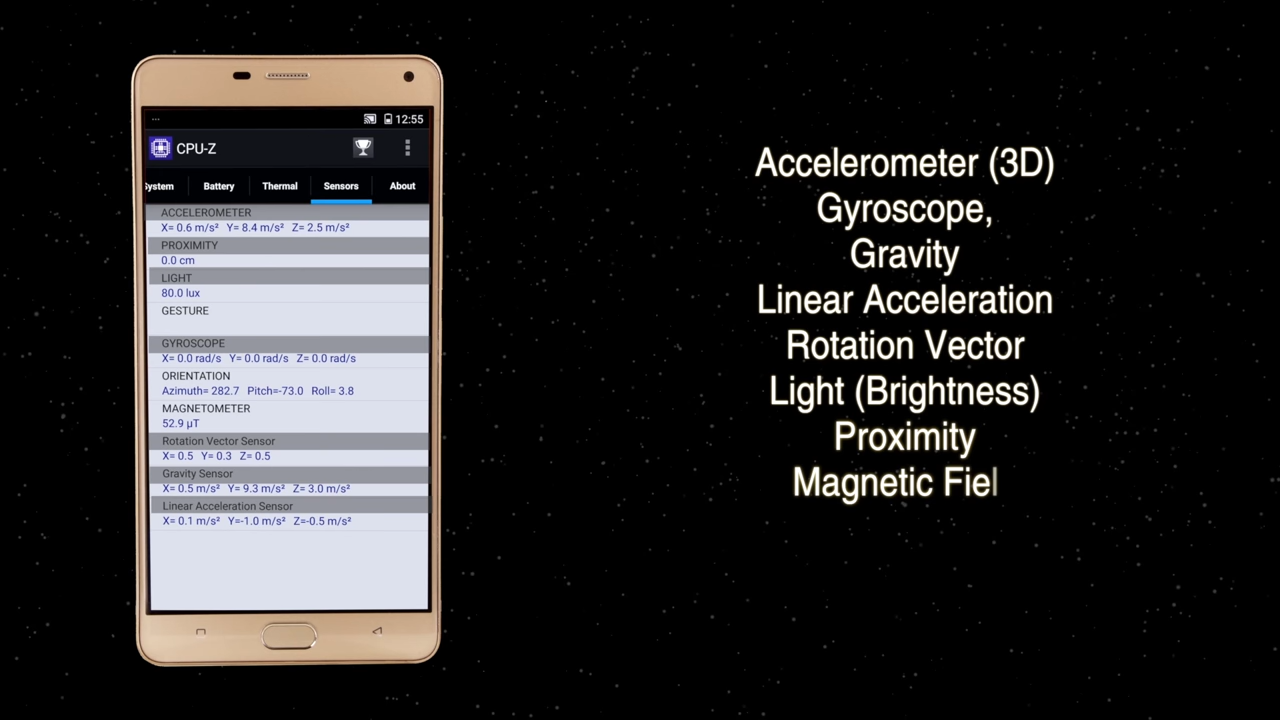 12:55
CPU-Z
System Battery Thermal Sensors About
ACCELEROMETER
X= 0.6 m/s² Y= 8.4 m/s² Z= 2.5 m/s²
PROXIMITY
0.0 cm
LIGHT
80.0 lux
GESTURE
GYROSCOPE
X= 0.0 rad/s Y= 0.0 rad/s Z= 0.0 rad/s
ORIENTATION
Azimuth= 282.7 Pitch=-73.0 Roll= 3.8
MAGNETOMETER
52.9 μT
Rotation Vector Sensor
X= 0.5 Y= 0.3 Z= 0.5
Gravity Sensor
X= 0.5 m/s² Y= 9.3 m/s² Z= 3.0 m/s²
Linear Acceleration Sensor
X= 0.1 m/s² Y=-1.0 m/s² Z=-0.5 m/s²
Accelerometer (3D)
Gyroscope,
Gravity
Linear Acceleration
Rotation Vector
Light (Brightness)
Proximity
Magnetic Fiel